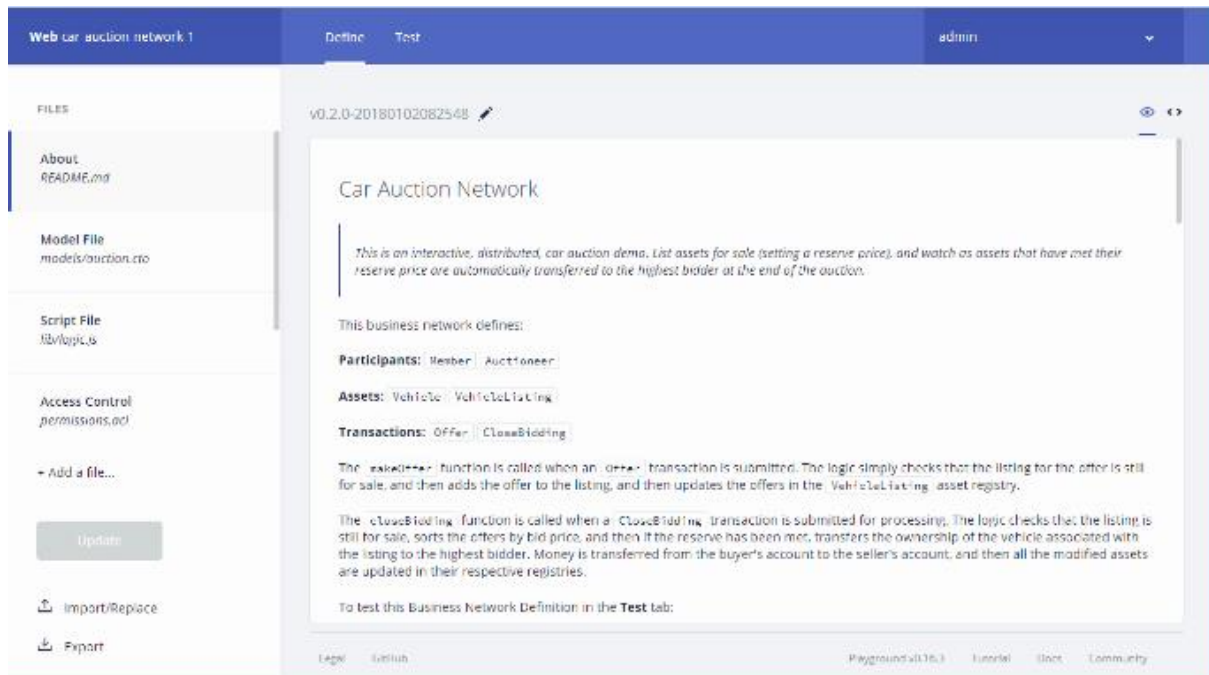 Web car auction network 1
Define Test
admin
FILES
About
README.md
Model File
models/auction.cto
Script File
lib/logic.js
Access Control
permissions.acl
+ Add a file...
Update
Import/Replace
Export
v0.2.0-20180102082548
Car Auction Network
This is an interactive, distributed, car auction demo. List assets for sale (setting a reserve price), and watch as assets that have met their
reserve price are automatically transferred to the highest bidder at the end of the auction.
This business network defines:
Participants: Member Auctioneer
Assets: Vehicle VehicleListing
Transactions: Offer CloseBidding
The makeOffer function is called when an Offer transaction is submitted. The logic simply checks that the listing for the offer is still
for sale, and then adds the offer to the listing, and then updates the offers in the VehicleListing asset registry.
The closeBidding function is called when a CloseBidding transaction is submitted for processing. The logic checks that the listing is
still for sale, sorts the offers by bid price, and then if the reserve has been met, transfers the ownership of the vehicle associated with
the listing to the highest bidder. Money is transferred from the buyer's account to the seller's account, and then all the modified assets
are updated in their respective registries.
To test this Business Network Definition in the Test tab:
Legal GitHub
Playground v0.16.3 Tutorial Docs Community